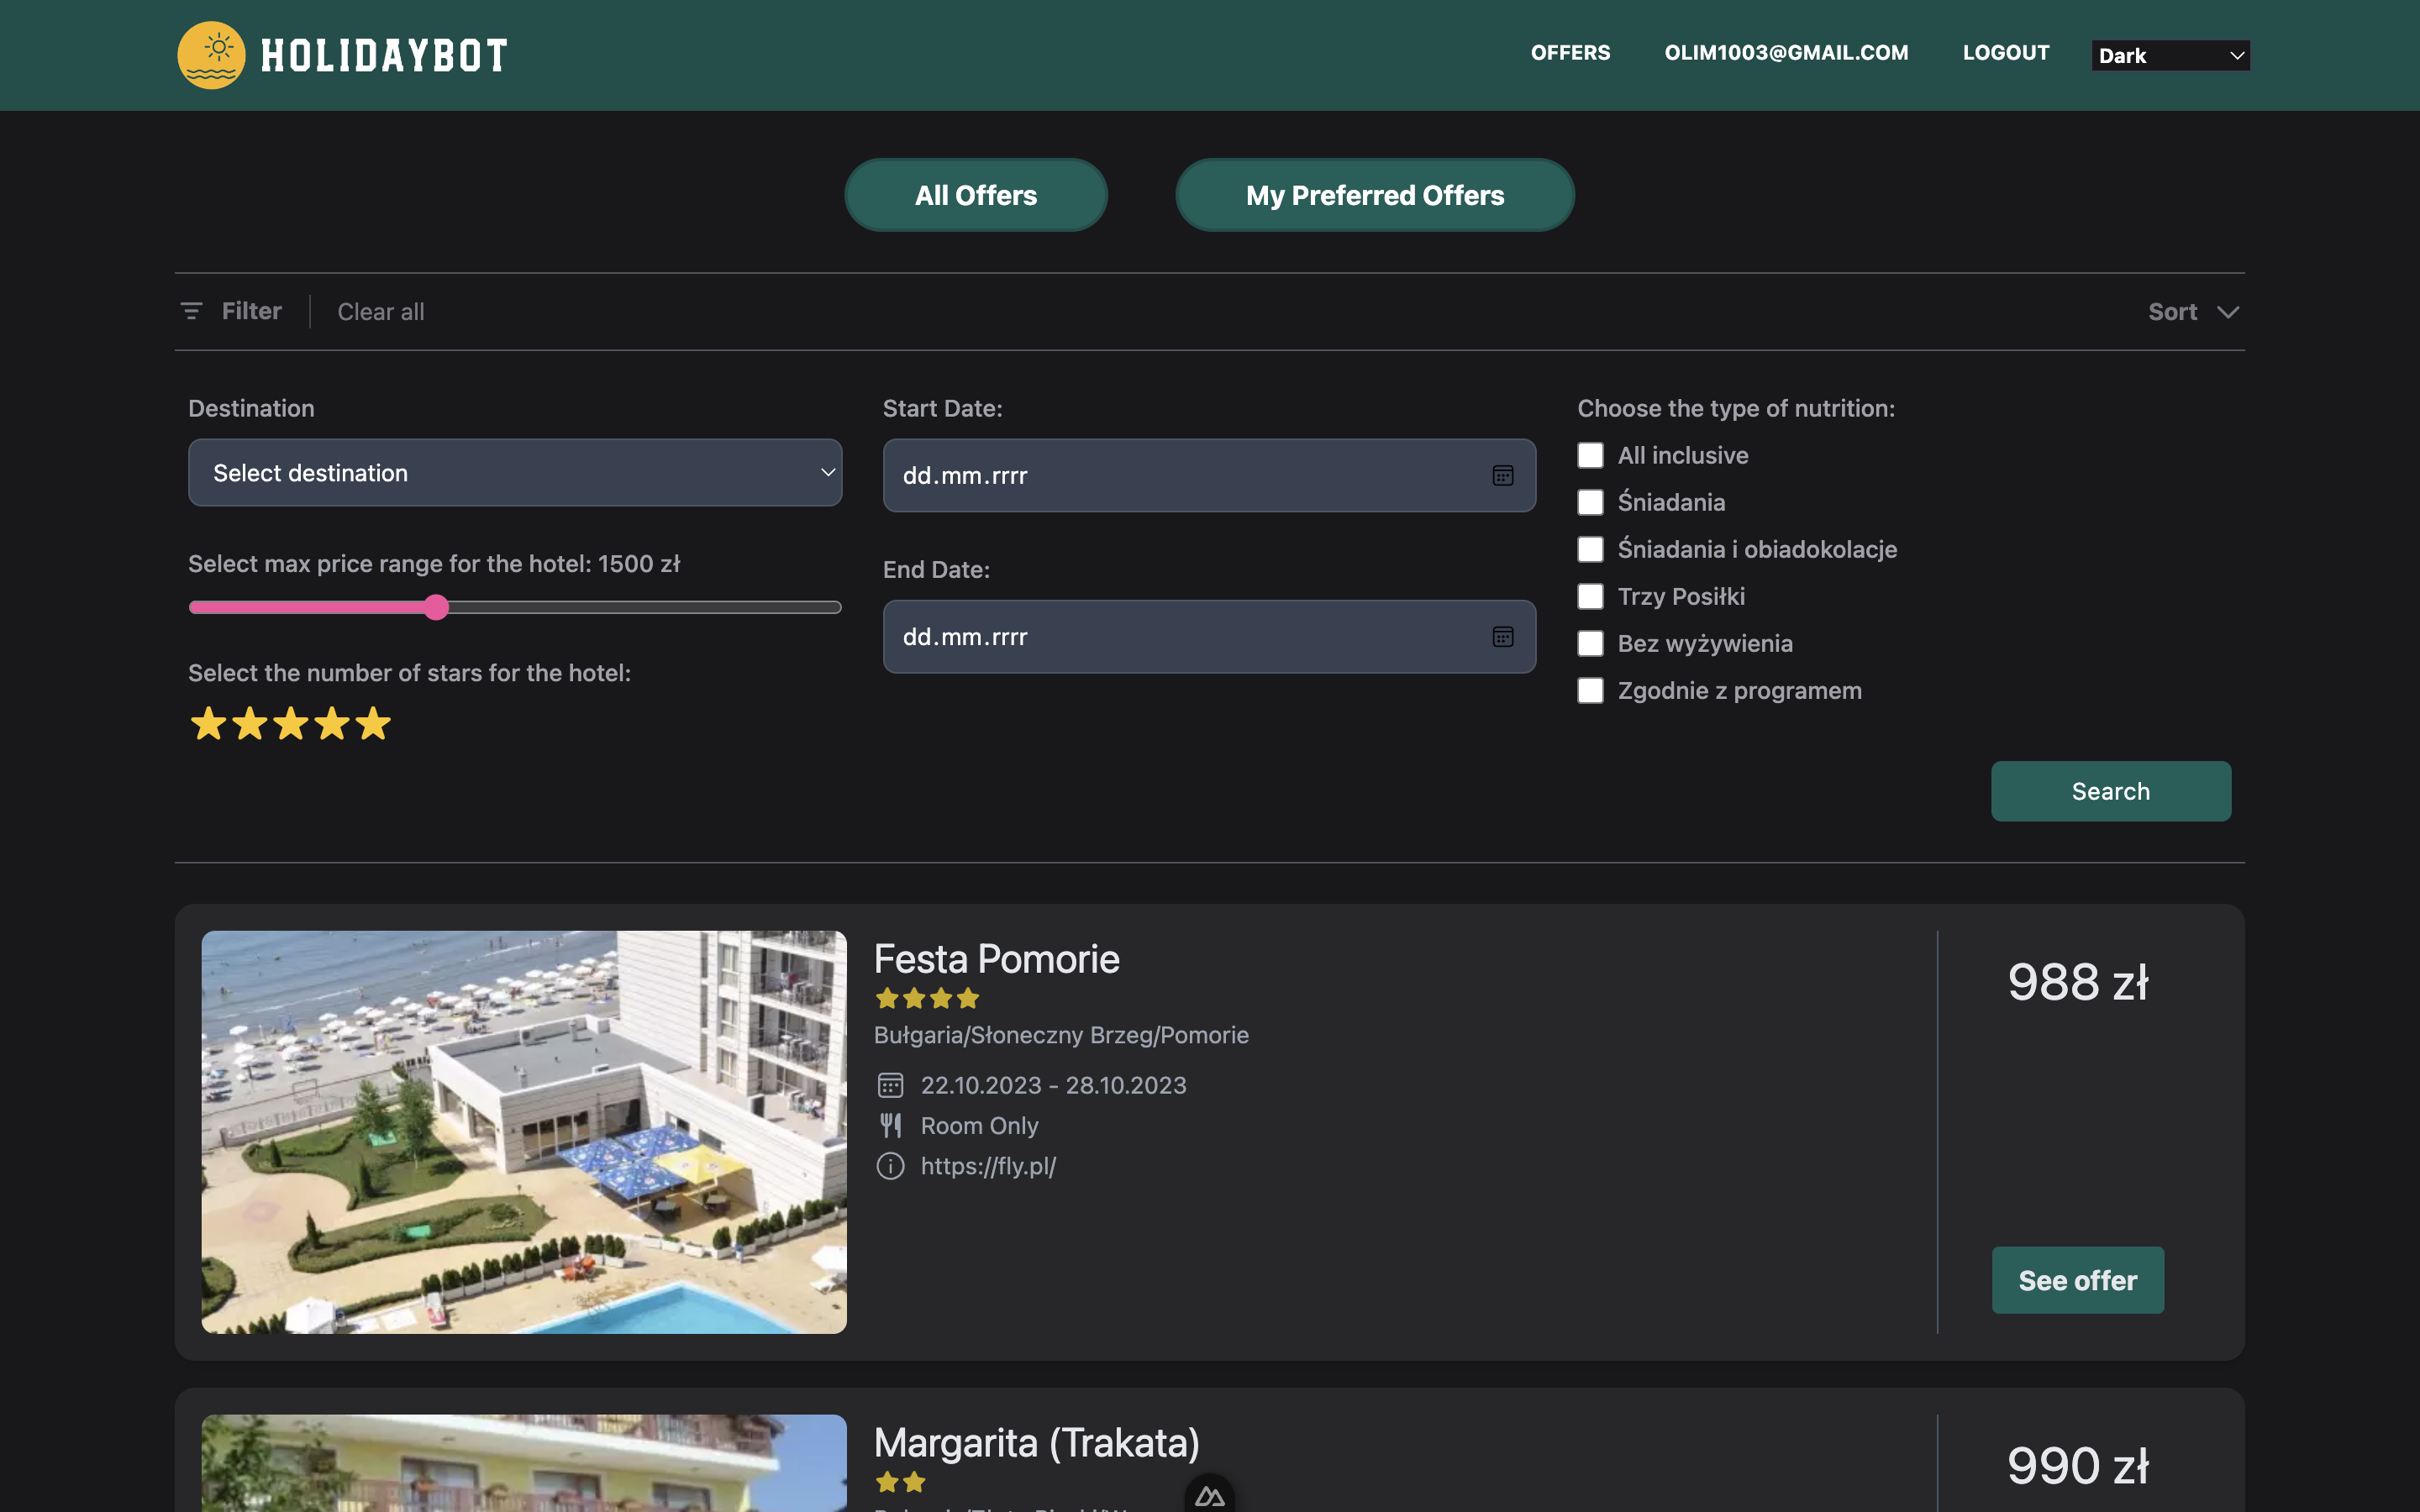 HOLIDAYBOT
OFFERS
OLIM1003@GMAIL.COM
LOGOUT
Dark
All Offers
My Preferred Offers
Filter
Clear all
Sort
Destination
Select destination
Select max price range for the hotel: 1500 zł
Select the number of stars for the hotel:
Start Date:
dd.mm.rrrr
End Date:
dd.mm.rrrr
Choose the type of nutrition:
All inclusive
Śniadania
Śniadania i obiadokolacje
Trzy Posiłki
Bez wyżywienia
Zgodnie z programem
Search
Festa Pomorie
Bułgaria/Słoneczny Brzeg/Pomorie
22.10.2023 - 28.10.2023
Room Only
https://fly.pl/
988 zł
See offer
Margarita (Trakata)
990 zł